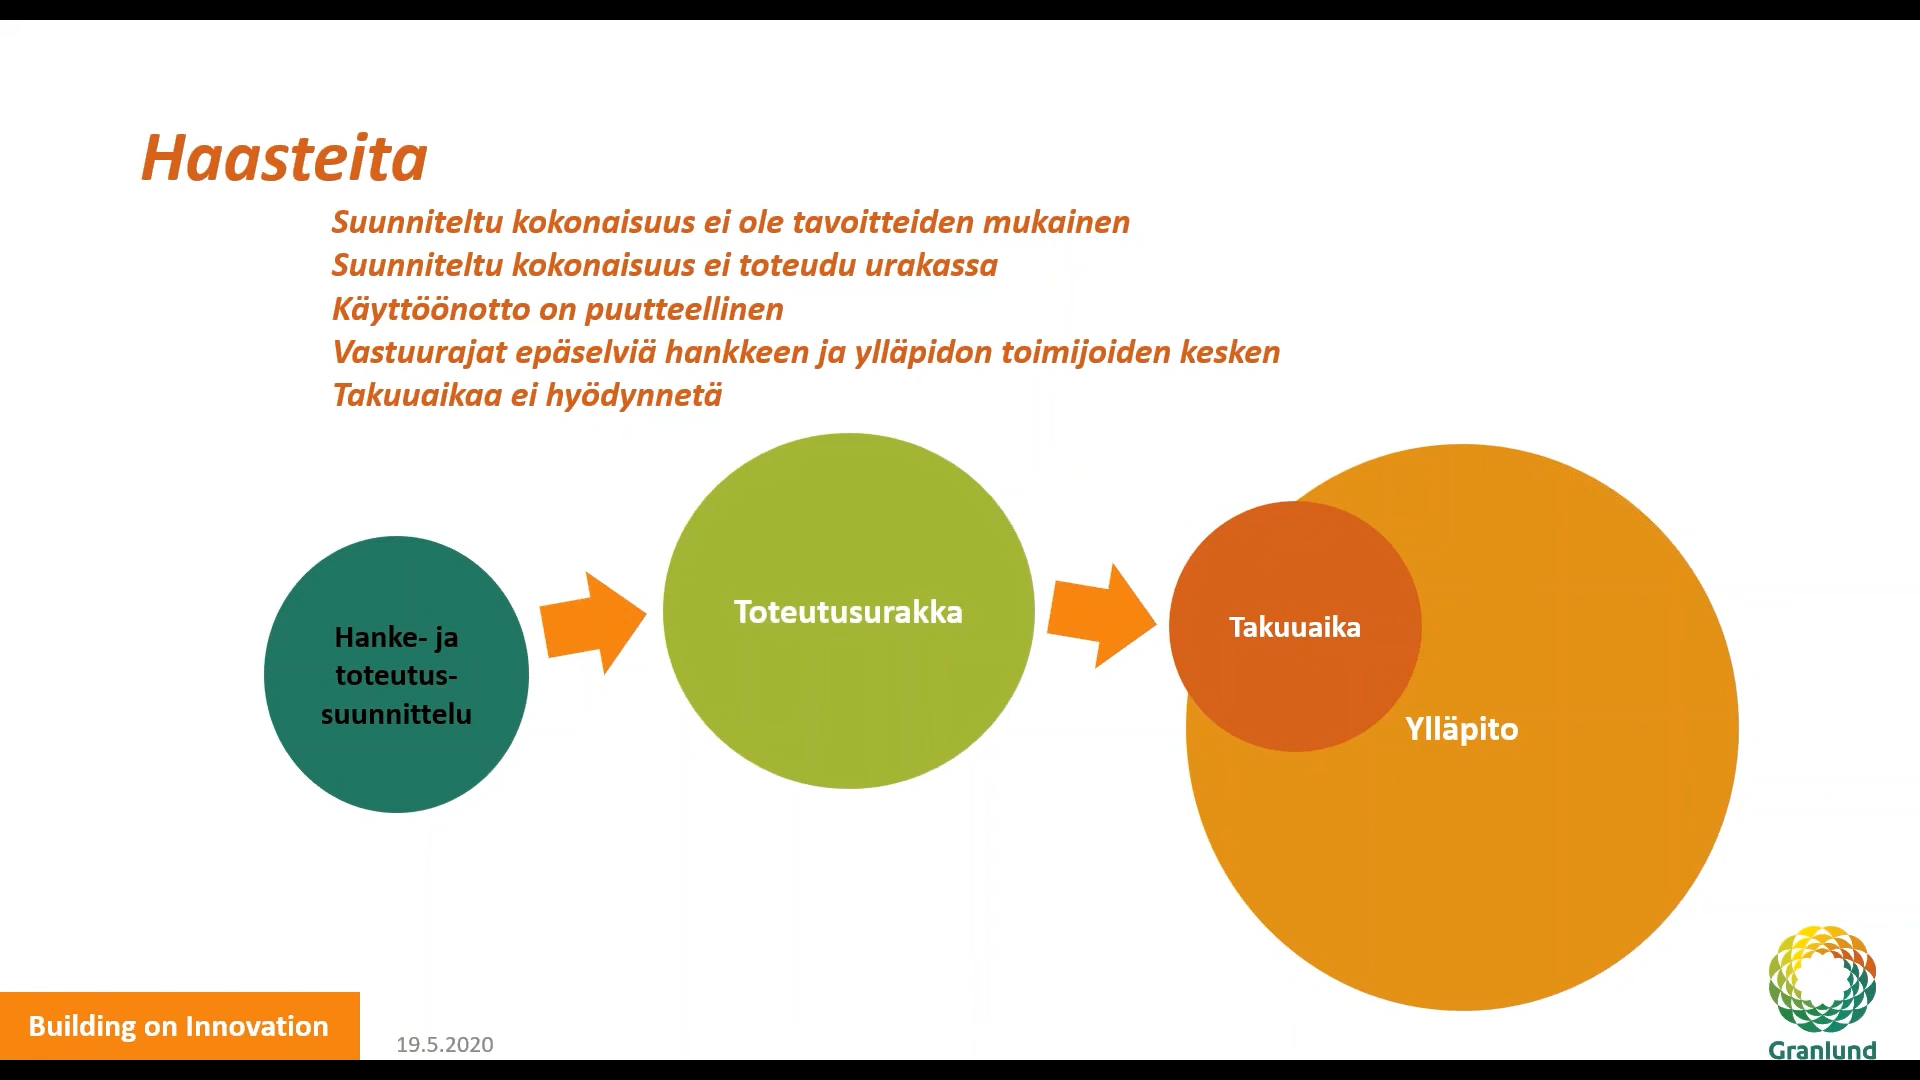 Haasteita
Suunniteltu kokonaisuus ei ole tavoitteiden mukainen
Suunniteltu kokonaisuus ei toteudu urakassa
Käyttöönotto on puutteellinen
Vastuurajat epäselviä hankkeen ja ylläpidon toimijoiden kesken
Takuuaikaa ei hyödynnetä
Hanke- ja
toteutus-
suunnittelu
Toteutusurakka
Takuuaika
Ylläpito
Building on Innovation
19.5.2020
Granlund